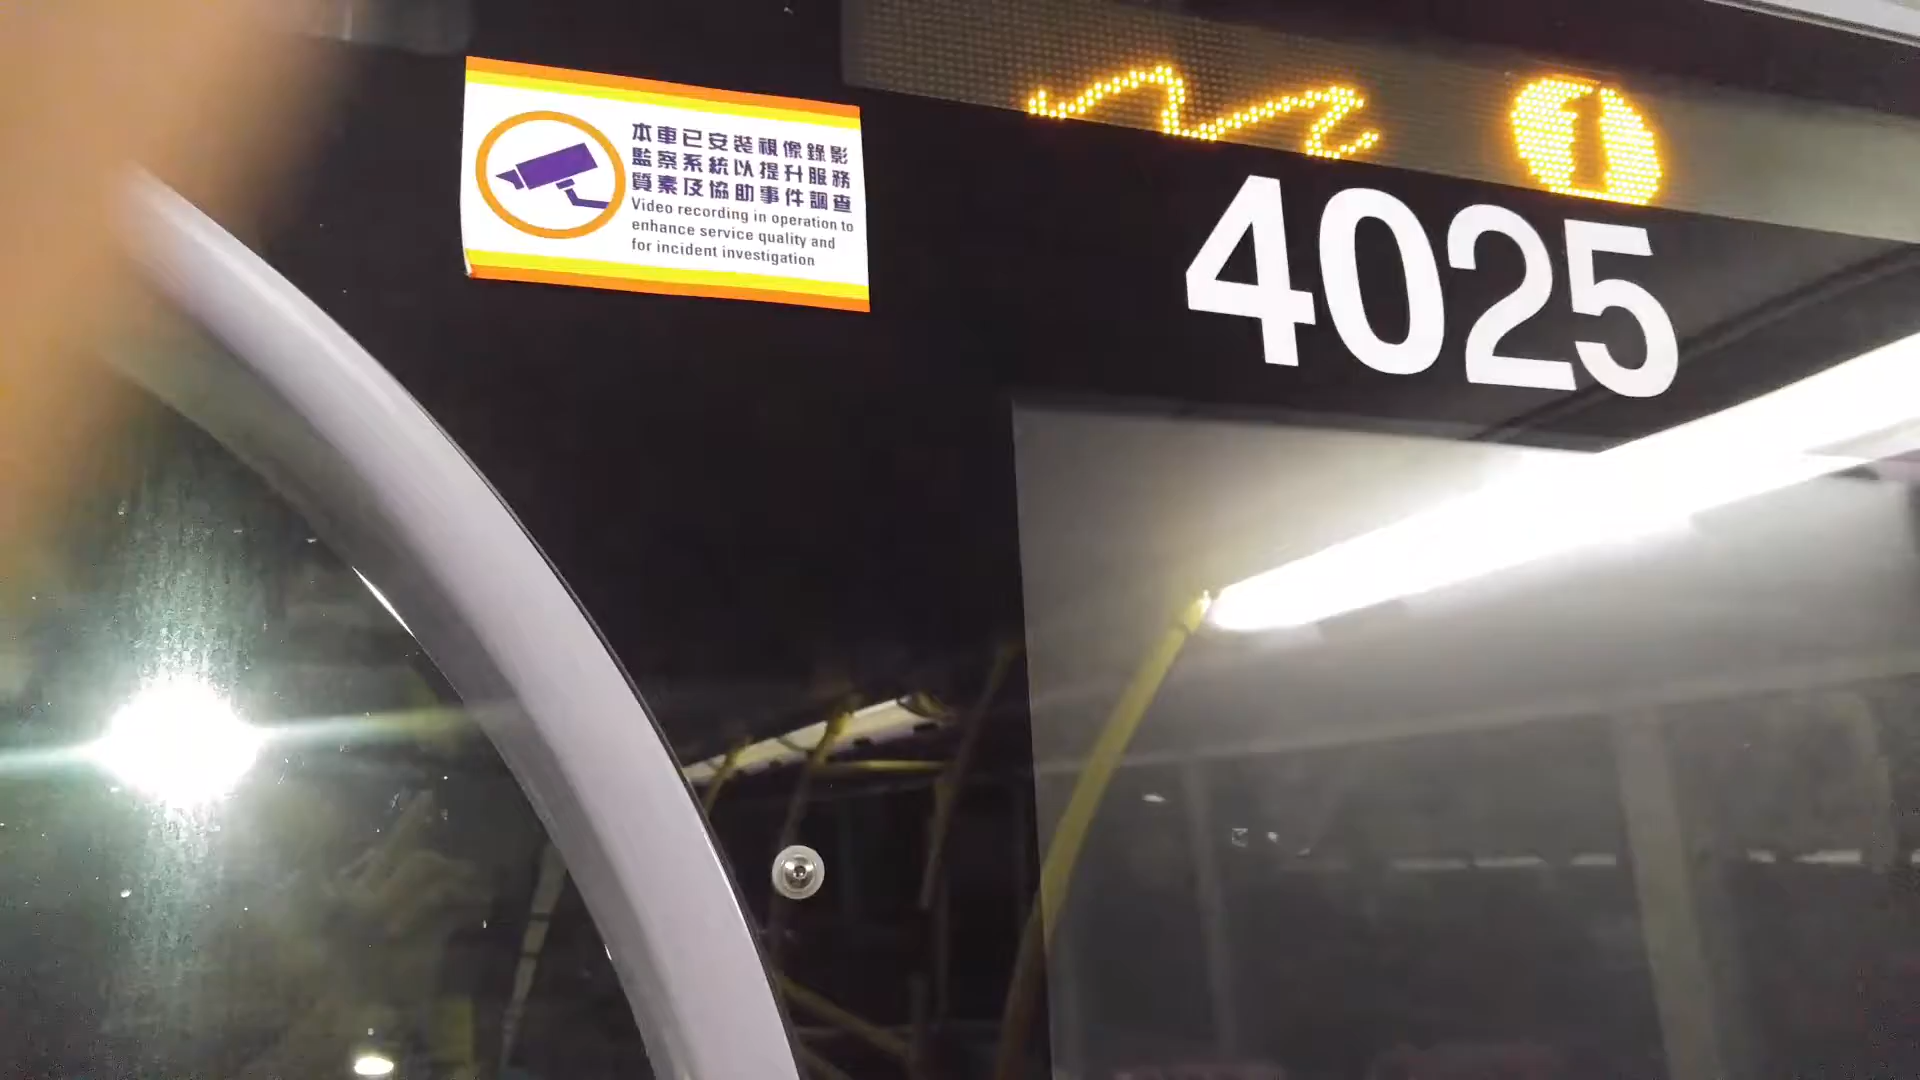 本車已安裝視像錄影
監察系統以提升服務
質素及協助事件調查
Video recording in operation to
enhance service quality and
for incident investigation
4025